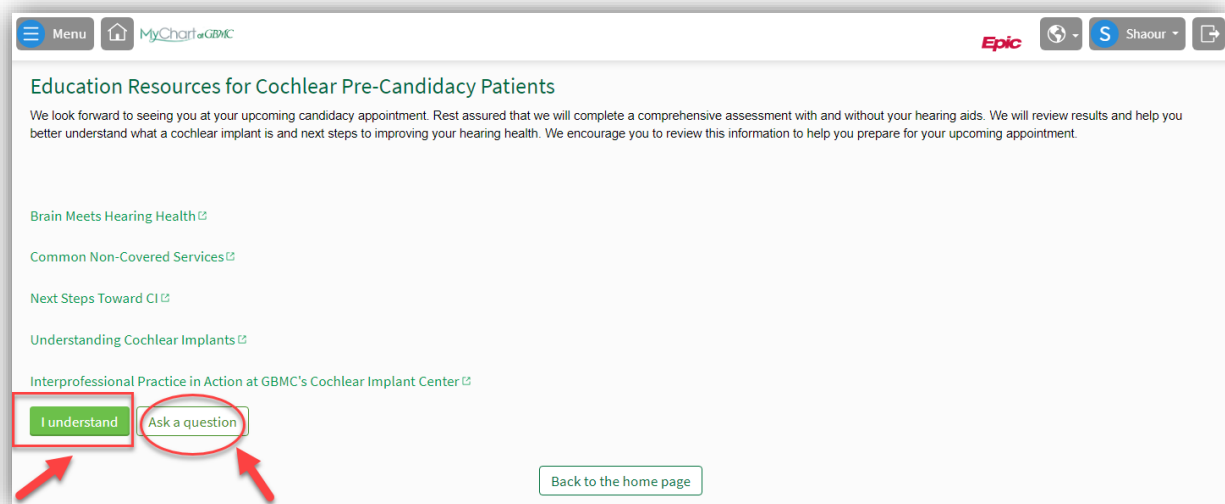 Menu
MyChart at GBMC
Epic
S Shaour
Education Resources for Cochlear Pre-Candidacy Patients
We look forward to seeing you at your upcoming candidacy appointment. Rest assured that we will complete a comprehensive assessment with and without your hearing aids. We will review results and help you
better understand what a cochlear implant is and next steps to improving your hearing health. We encourage you to review this information to help you prepare for your upcoming appointment.
Brain Meets Hearing Health
Common Non-Covered Services
Next Steps Toward CI
Understanding Cochlear Implants
Interprofessional Practice in Action at GBMC's Cochlear Implant Center
I understand
Ask a question
Back to the home page